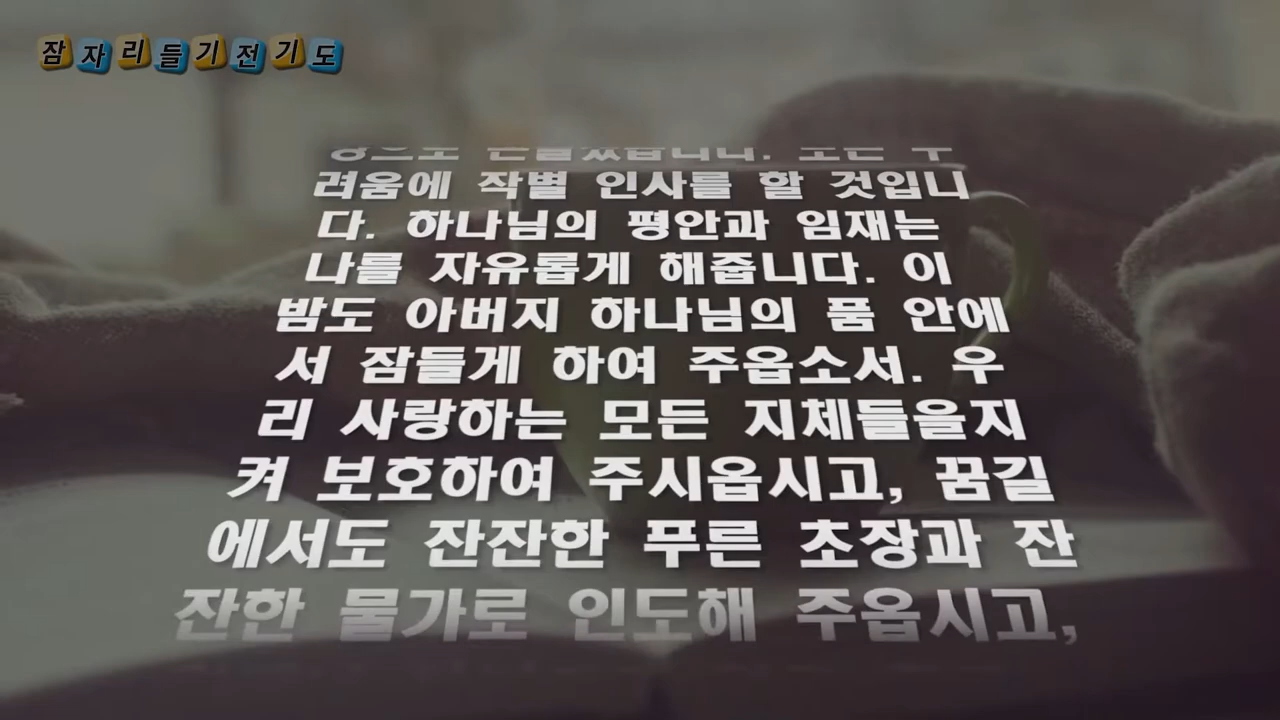 잠자리들기전기도
려움에 작별 인사를 할 것입니
다. 하나님의 평안과 임재는
나를 자유롭게 해줍니다. 이
밤도 아버지 하나님의 품 안에
서 잠들게 하여 주옵소서. 우
리 사랑하는 모든 지체들을지
켜 보호하여 주시옵시고, 꿈길
에서도 잔잔한 푸른 초장과 잔
잔한 물가로 인도해 주옵시고,